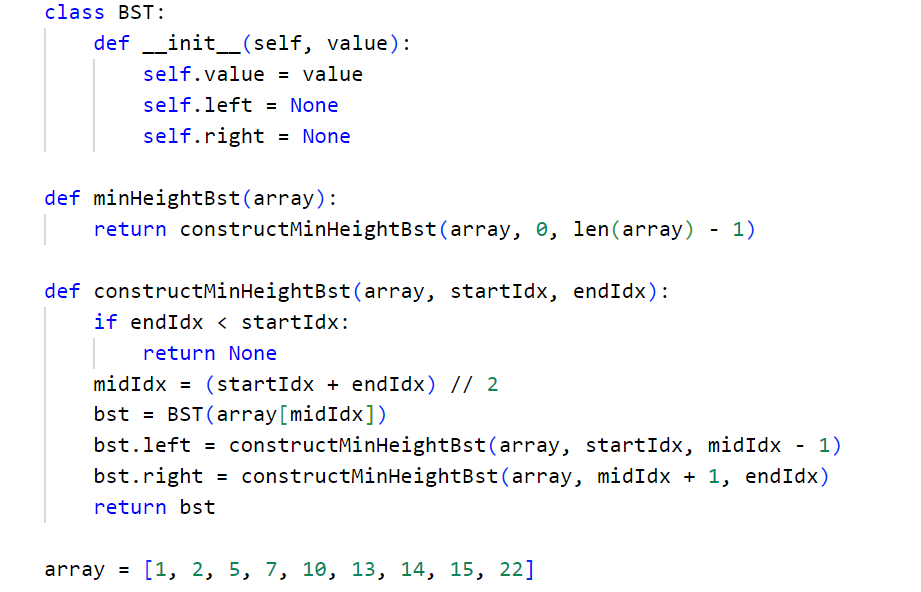 class BST:
    def __init__(self, value):
        self.value = value
        self.left = None
        self.right = None

def minHeightBst(array):
    return constructMinHeightBst(array, 0, len(array) - 1)

def constructMinHeightBst(array, startIdx, endIdx):
    if endIdx < startIdx:
        return None
    midIdx = (startIdx + endIdx) // 2
    bst = BST(array[midIdx])
    bst.left = constructMinHeightBst(array, startIdx, midIdx - 1)
    bst.right = constructMinHeightBst(array, midIdx + 1, endIdx)
    return bst

array = [1, 2, 5, 7, 10, 13, 14, 15, 22]